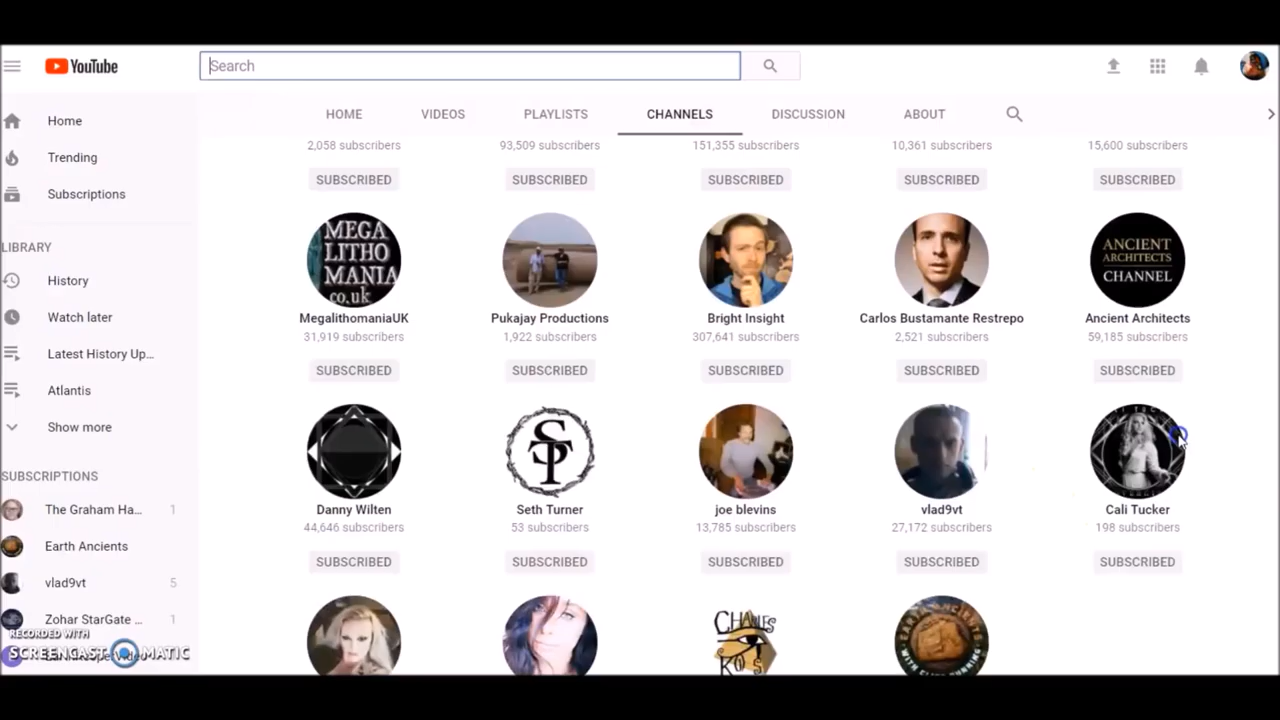 YouTube
Search
HOME VIDEOS PLAYLISTS CHANNELS DISCUSSION ABOUT
Home
Trending
Subscriptions
LIBRARY
History
Watch later
Latest History Up...
Atlantis
Show more
SUBSCRIPTIONS
The Graham Ha... 1
Earth Ancients
vlad9vt 5
Zohar StarGate ... 1
RECORDED WITH
SCREENCAST MATIC
2,058 subscribers 93,509 subscribers 151,355 subscribers 10,361 subscribers 15,600 subscribers
SUBSCRIBED SUBSCRIBED SUBSCRIBED SUBSCRIBED SUBSCRIBED
MEGA
LITHO
MANIA
co.uk
ANCIENT
ARCHITECTS
CHANNEL
MegalithomaniaUK Pukajay Productions Bright Insight Carlos Bustamante Restrepo Ancient Architects
31,919 subscribers 1,922 subscribers 307,641 subscribers 2,521 subscribers 59,185 subscribers
SUBSCRIBED SUBSCRIBED SUBSCRIBED SUBSCRIBED SUBSCRIBED
ST
Danny Wilten Seth Turner joe blevins vlad9vt Cali Tucker
44,646 subscribers 53 subscribers 13,785 subscribers 27,172 subscribers 198 subscribers
SUBSCRIBED SUBSCRIBED SUBSCRIBED SUBSCRIBED SUBSCRIBED
CHARLES
KOS
EARTH ANCIENTS